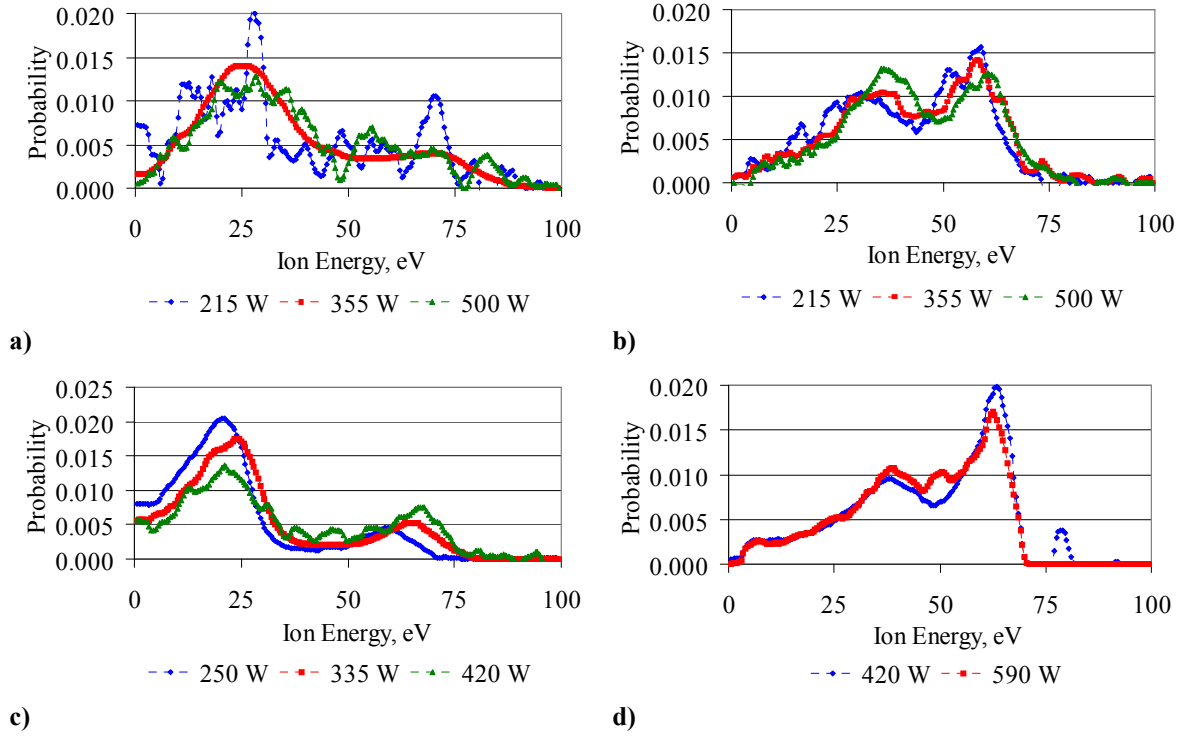 0.020
0.015
0.010
0.005
0.000
Probability
0 25 50 75 100
Ion Energy, eV
215 W 355 W 500 W
a)
0.020
0.015
0.010
0.005
0.000
Probability
0 25 50 75 100
Ion Energy, eV
215 W 355 W 500 W
b)
0.025
0.020
0.015
0.010
0.005
0.000
Probability
0 25 50 75 100
Ion Energy, eV
250 W 335 W 420 W
c)
0.020
0.015
0.010
0.005
0.000
Probability
0 25 50 75 100
Ion Energy, eV
420 W 590 W
d)